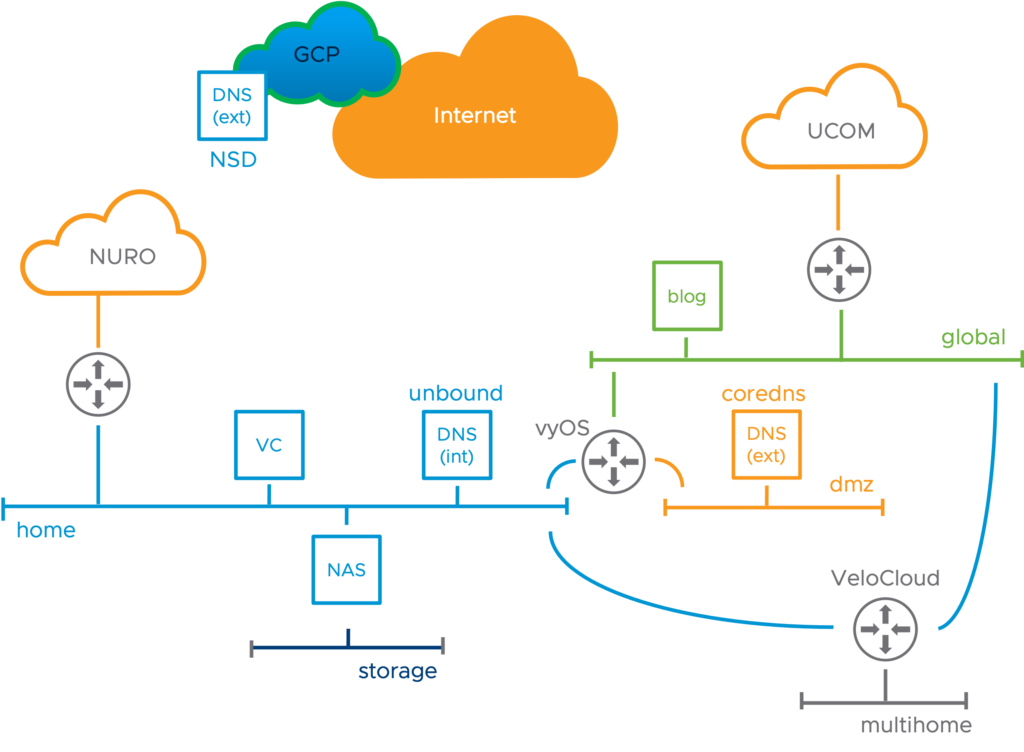 GCP
DNS
(ext)
NSD
Internet
UCOM
NURO
blog
global
unbound
coredns
vyOS
VC
DNS
(int)
DNS
(ext)
dmz
home
NAS
VeloCloud
storage
multihome